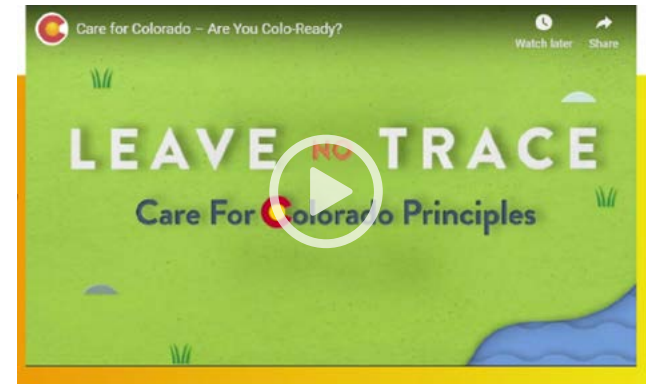 Care for Colorado – Are You Colo-Ready?
Watch later Share
LEAVE NO TRACE
Care For Colorado Principles